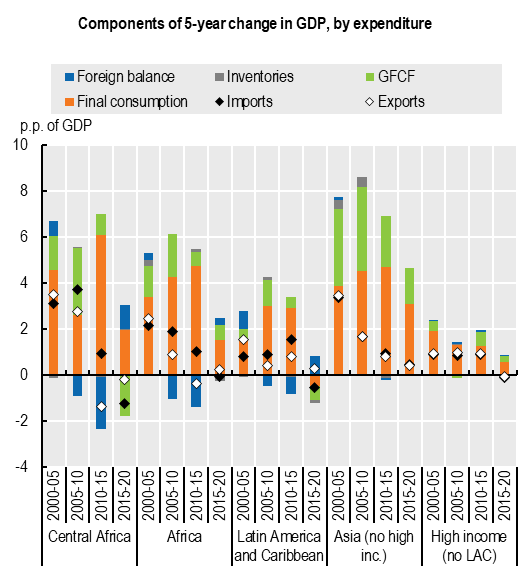 Components of 5-year change in GDP, by expenditure
Foreign balance Inventories GFCF
Final consumption Imports Exports
p.p. of GDP
10
8
6
4
2
0
-2
-4
2000-05 2005-10 2010-15 2015-20 2000-05 2005-10 2010-15 2015-20 2000-05 2005-10 2010-15 2015-20 2000-05 2005-10 2010-15 2015-20 2000-05 2005-10 2010-15 2015-20
Central Africa Africa Latin America Asia (no high High income
and Caribbean inc.) (no LAC)